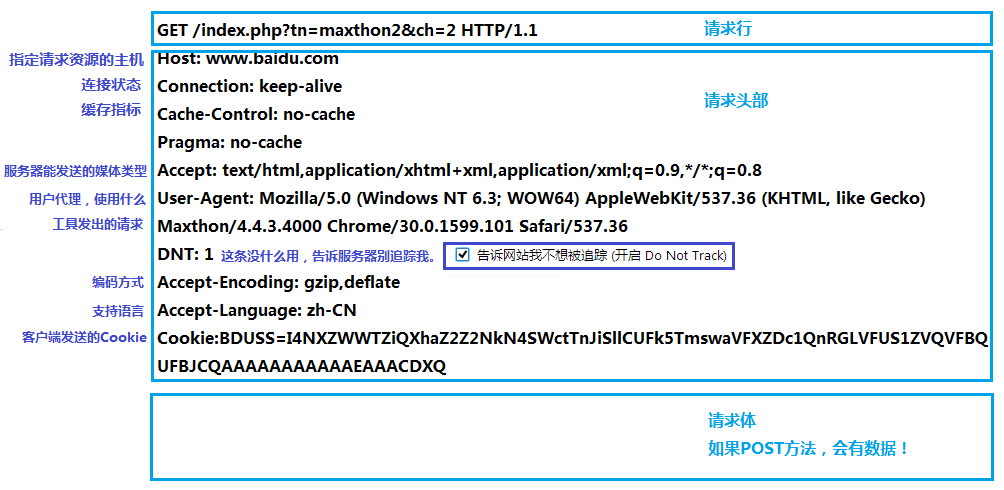 GET /index.php?tn=maxthon2&ch=2 HTTP/1.1 请求行
指定请求资源的主机 Host: www.baidu.com
连接状态 Connection: keep-alive
请求头部
缓存指标 Cache-Control: no-cache
Pragma: no-cache
服务器能发送的媒体类型 Accept: text/html,application/xhtml+xml,application/xml;q=0.9,*/*;q=0.8
用户代理，使用什么 User-Agent: Mozilla/5.0 (Windows NT 6.3; WOW64) AppleWebKit/537.36 (KHTML, like Gecko)
工具发出的请求 Maxthon/4.4.3.4000 Chrome/30.0.1599.101 Safari/537.36
DNT: 1 这条没什么用，告诉服务器别追踪我。 告诉网站我不想被追踪 (开启 Do Not Track)
编码方式 Accept-Encoding: gzip,deflate
支持语言 Accept-Language: zh-CN
客户端发送的Cookie Cookie:BDUSS=I4NXZWWTZiQXhaZ2Z2NkN4SWctTnJiSllCUFk5TmswaVFXZDc1QnRGLVFUS1ZVQVFBQ
UFBJCQAAAAAAAAAAAEAAACDXQ
请求体
如果POST方法，会有数据！